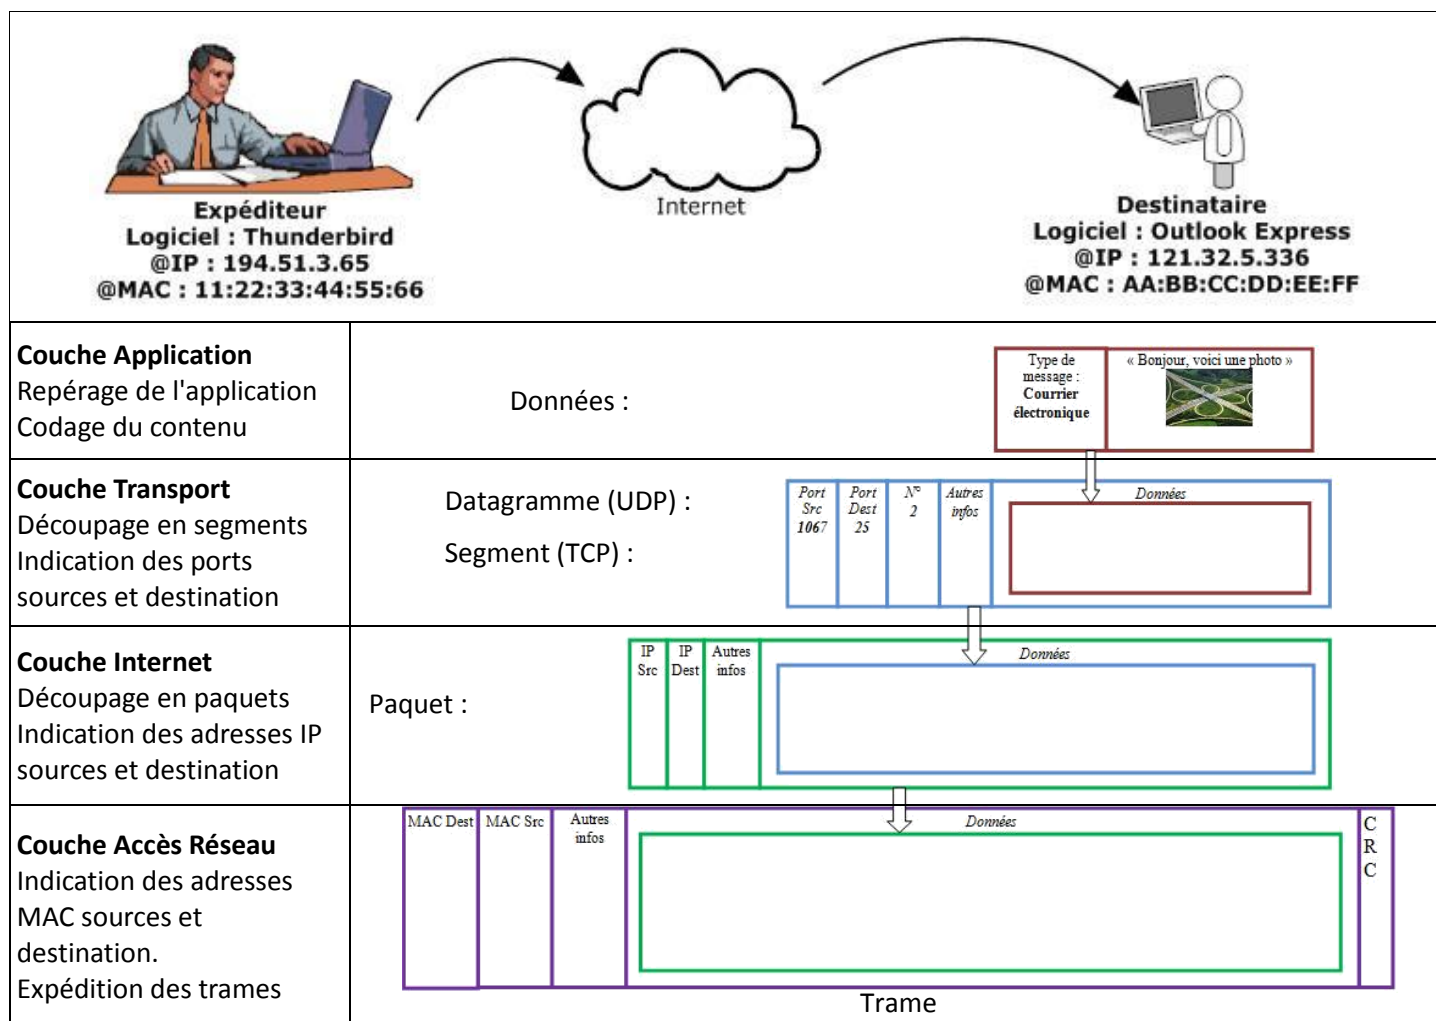 Expéditeur
Logiciel : Thunderbird
@IP : 194.51.3.65
@MAC : 11:22:33:44:55:66
Internet
Destinataire
Logiciel : Outlook Express
@IP : 121.32.5.336
@MAC : AA:BB:CC:DD:EE:FF
Couche Application
Repérage de l'application
Codage du contenu
Données :
Type de
message :
Courrier
électronique
« Bonjour, voici une photo »
Couche Transport
Découpage en segments
Indication des ports
sources et destination
Datagramme (UDP) :
Segment (TCP) :
Port
Src
1067
Port
Dest
25
N°
2
Autres
infos
Données
Couche Internet
Découpage en paquets
Indication des adresses IP
sources et destination
Paquet :
IP
Src
IP
Dest
Autres
infos
Données
Couche Accès Réseau
Indication des adresses
MAC sources et
destination.
Expédition des trames
MAC Dest
MAC Src
Autres
infos
Données
C
R
C
Trame